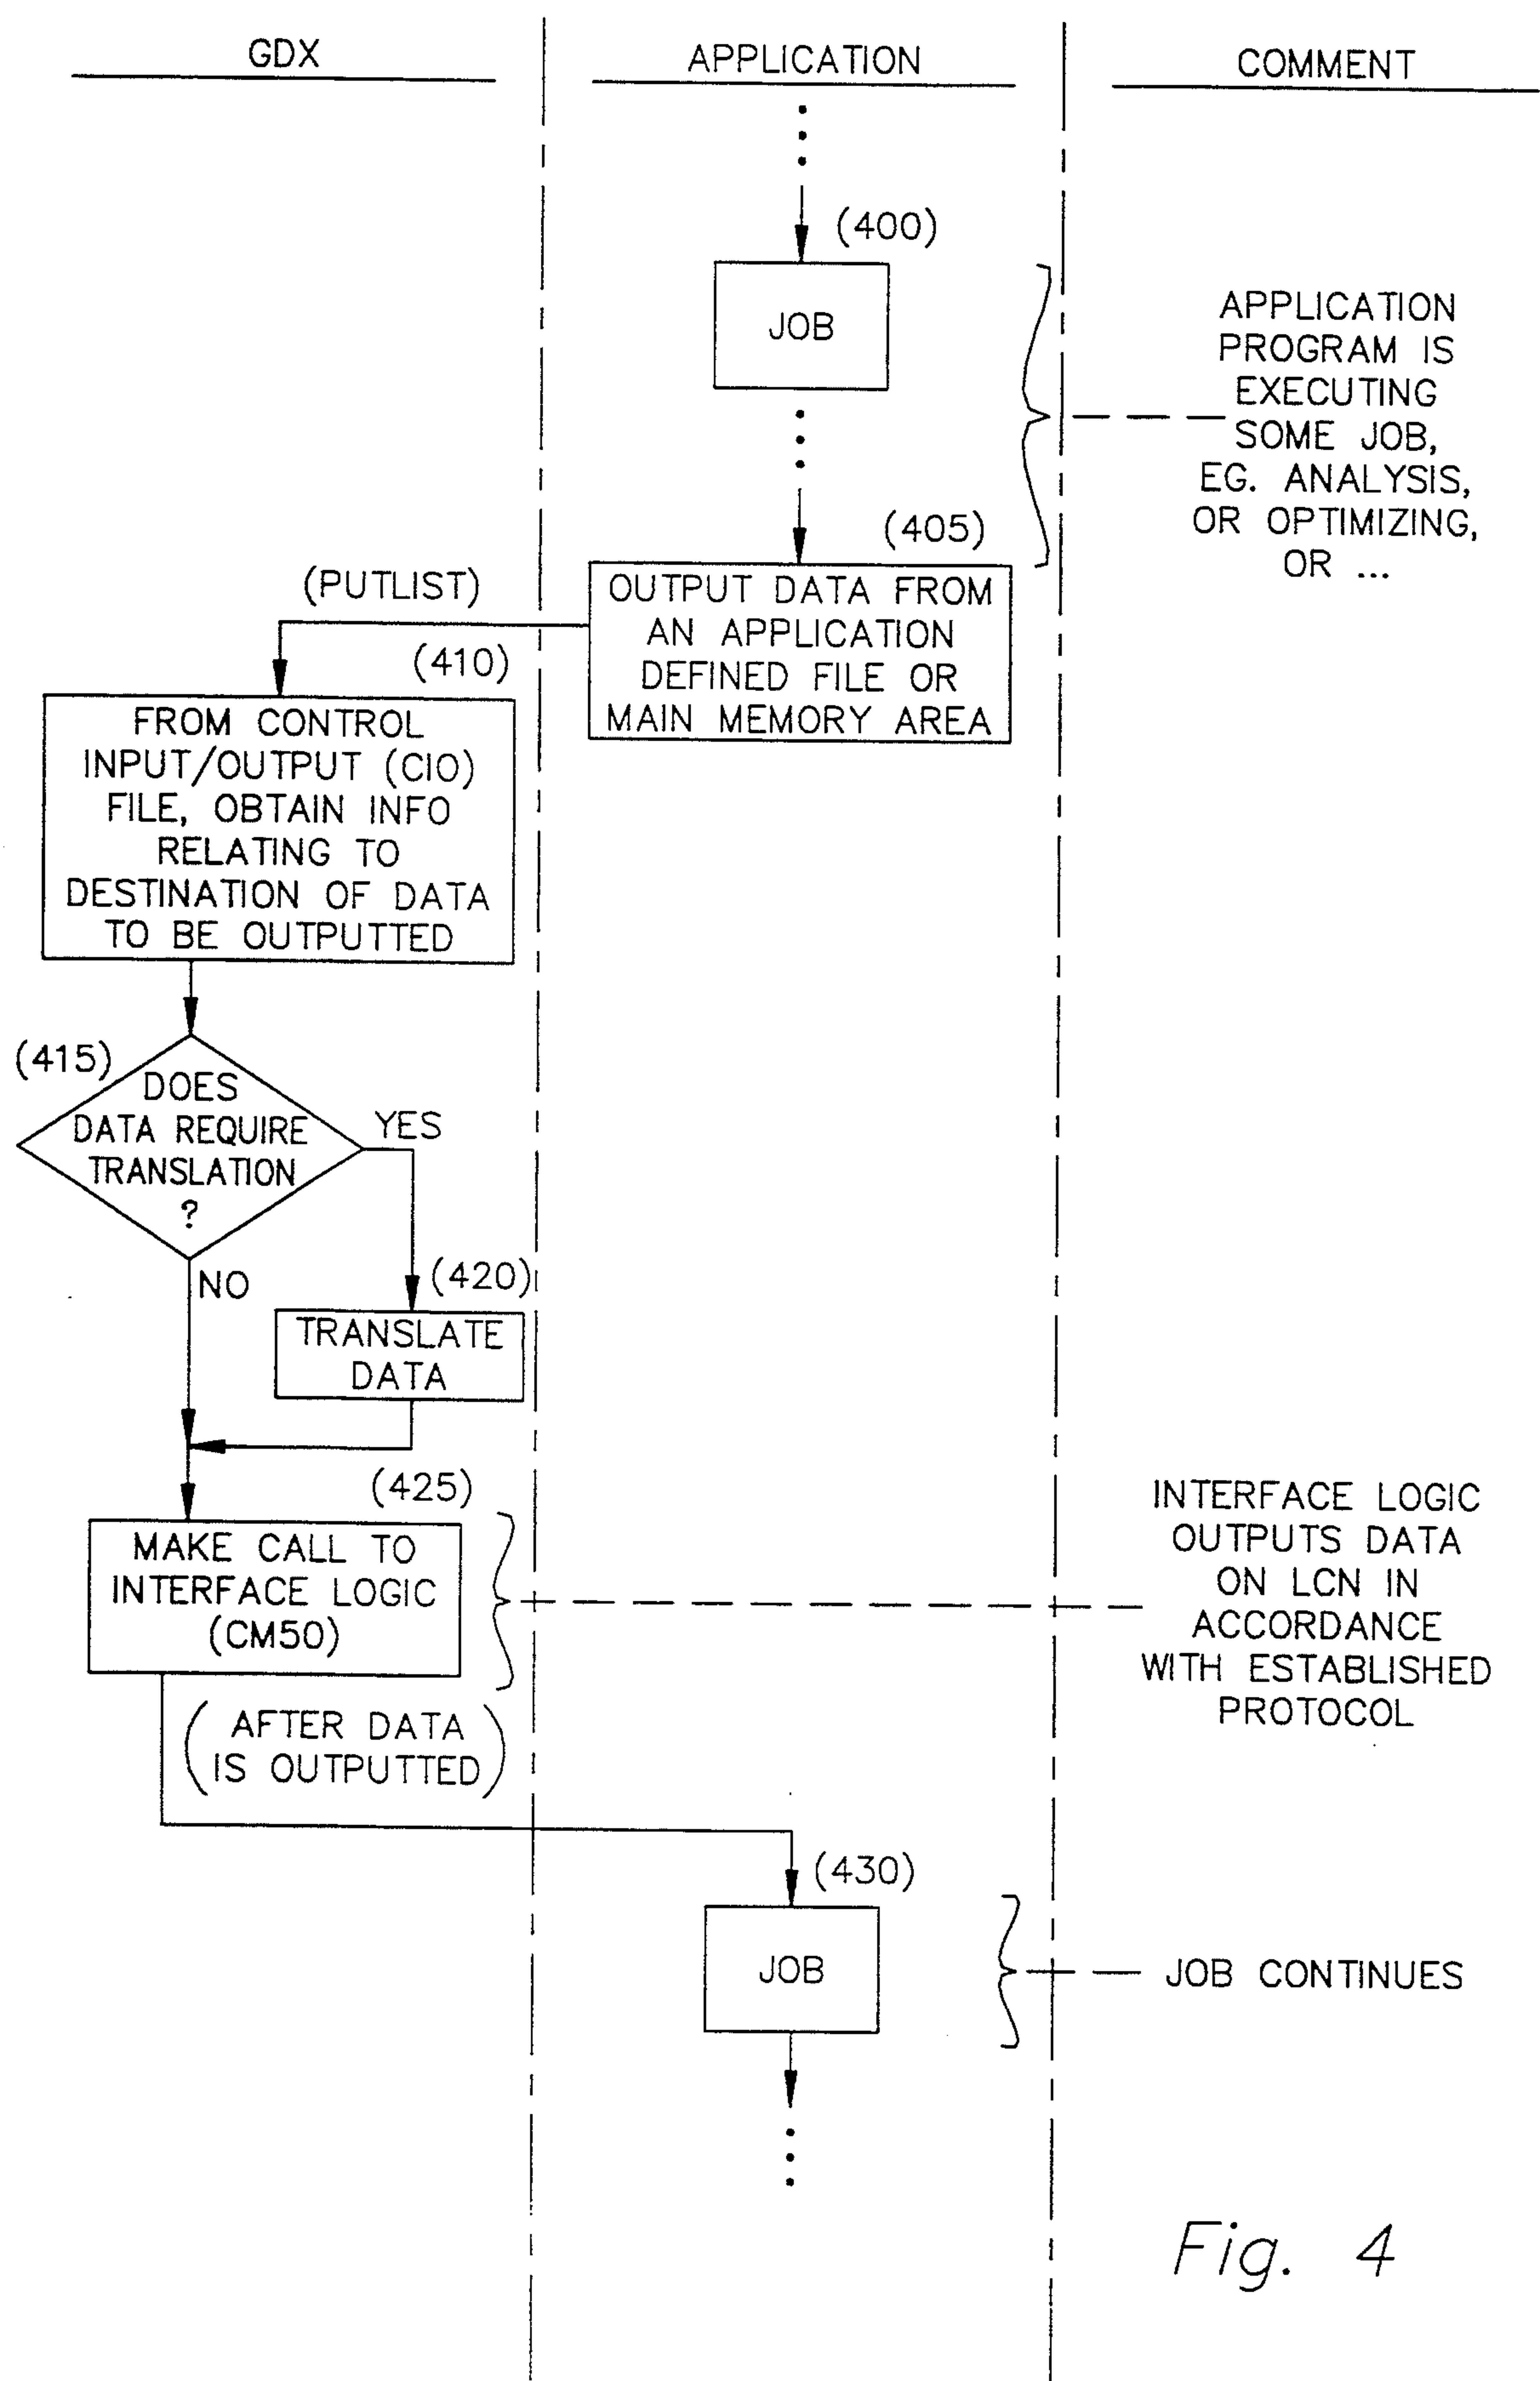 GDX
APPLICATION
COMMENT
(400)
JOB
APPLICATION
PROGRAM IS
EXECUTING
SOME JOB,
EG. ANALYSIS,
OR OPTIMIZING,
OR ...
(405)
OUTPUT DATA FROM
AN APPLICATION
DEFINED FILE OR
MAIN MEMORY AREA
(PUTLIST)
(410)
FROM CONTROL
INPUT/OUTPUT (CIO)
FILE, OBTAIN INFO
RELATING TO
DESTINATION OF DATA
TO BE OUTPUTTED
(415)
DOES
DATA REQUIRE
TRANSLATION
?
YES
NO
(420)
TRANSLATE
DATA
(425)
MAKE CALL TO
INTERFACE LOGIC
(CM50)
INTERFACE LOGIC
OUTPUTS DATA
ON LCN IN
ACCORDANCE
WITH ESTABLISHED
PROTOCOL
(AFTER DATA
IS OUTPUTTED)
(430)
JOB
JOB CONTINUES
Fig. 4